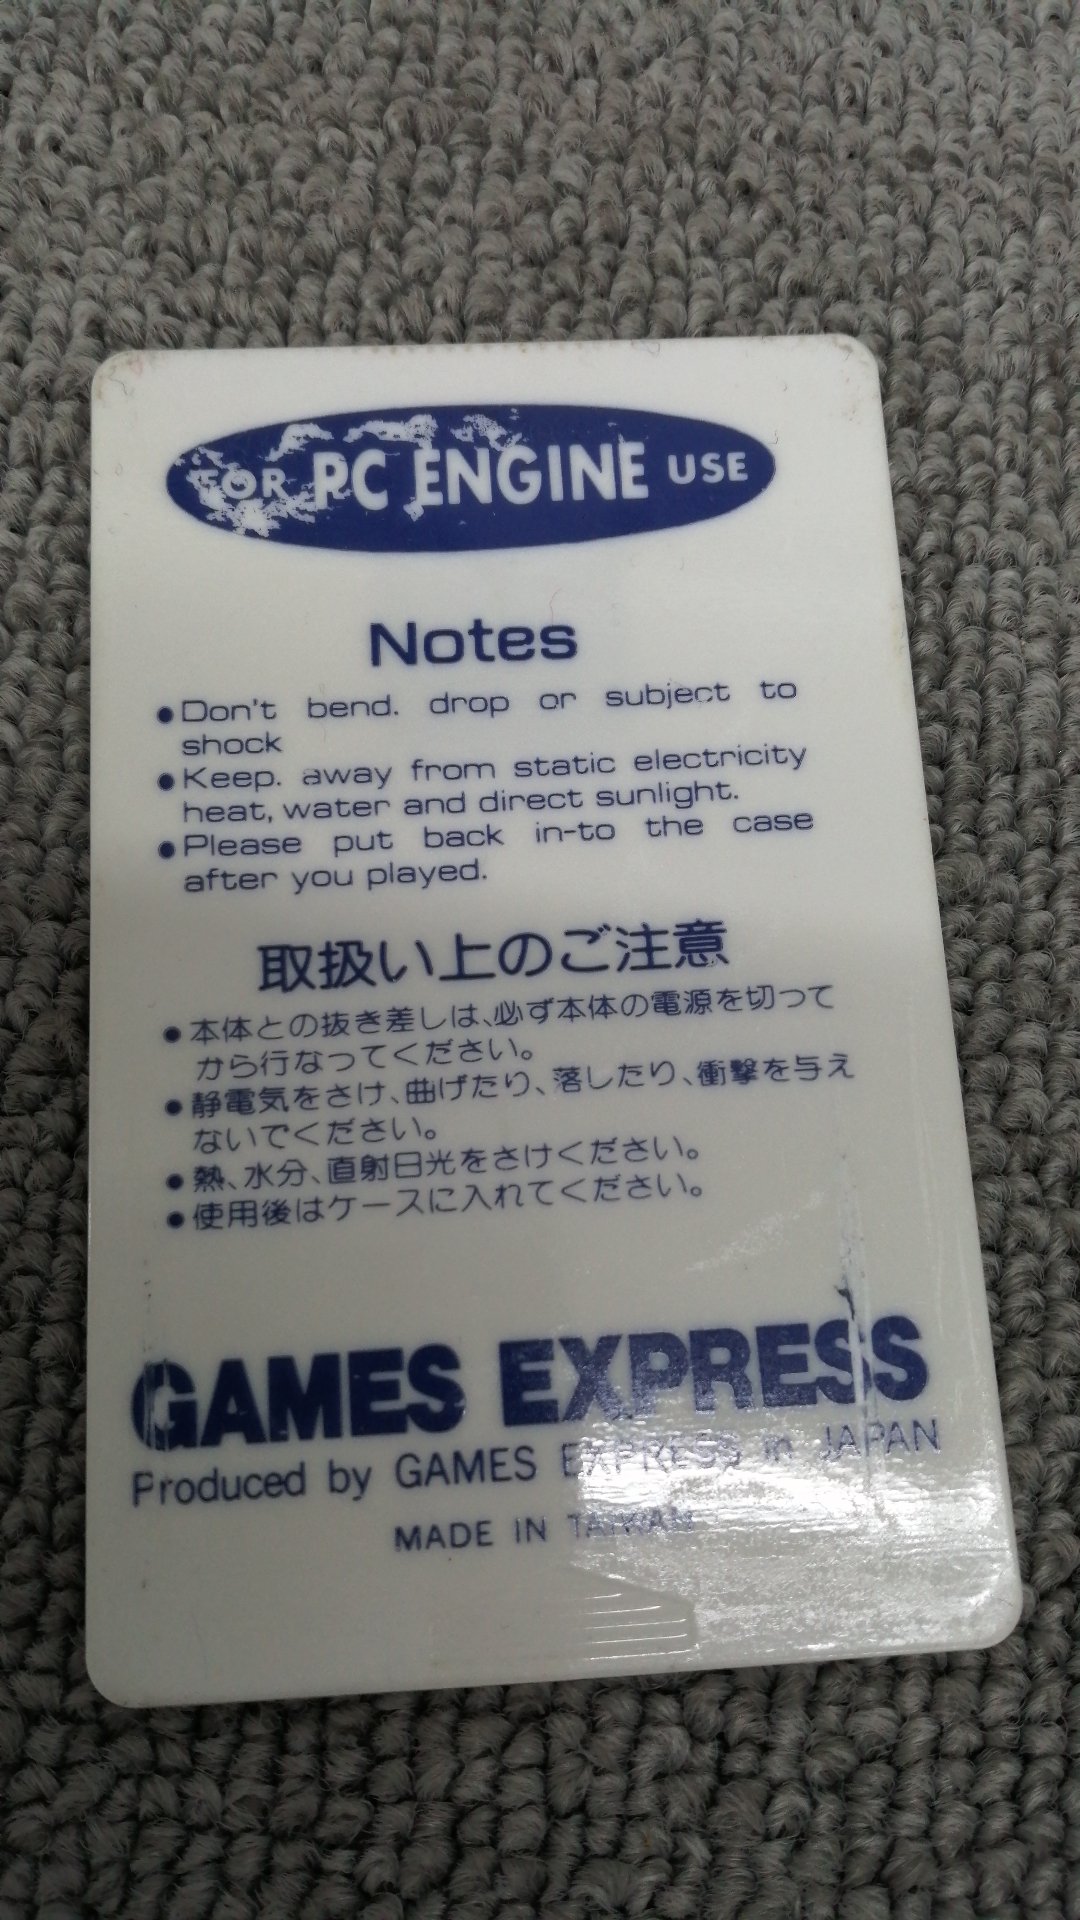 FOR PC ENGINE USE
Notes
●Don't bend. drop or subject to
shock
●Keep. away from static electricity
heat, water and direct sunlight.
●Please put back in-to the case
after you played.
取扱い上のご注意
●本体との抜き差しは、必ず本体の電源を切って
から行なってください。
●静電気をさけ、曲げたり、落したり、衝撃を与え
ないでください。
●熱、水分、直射日光をさけください。
●使用後はケースに入れてください。
GAMES EXPRESS
Produced by GAMES EXPRESS in JAPAN
MADE IN TAIWAN